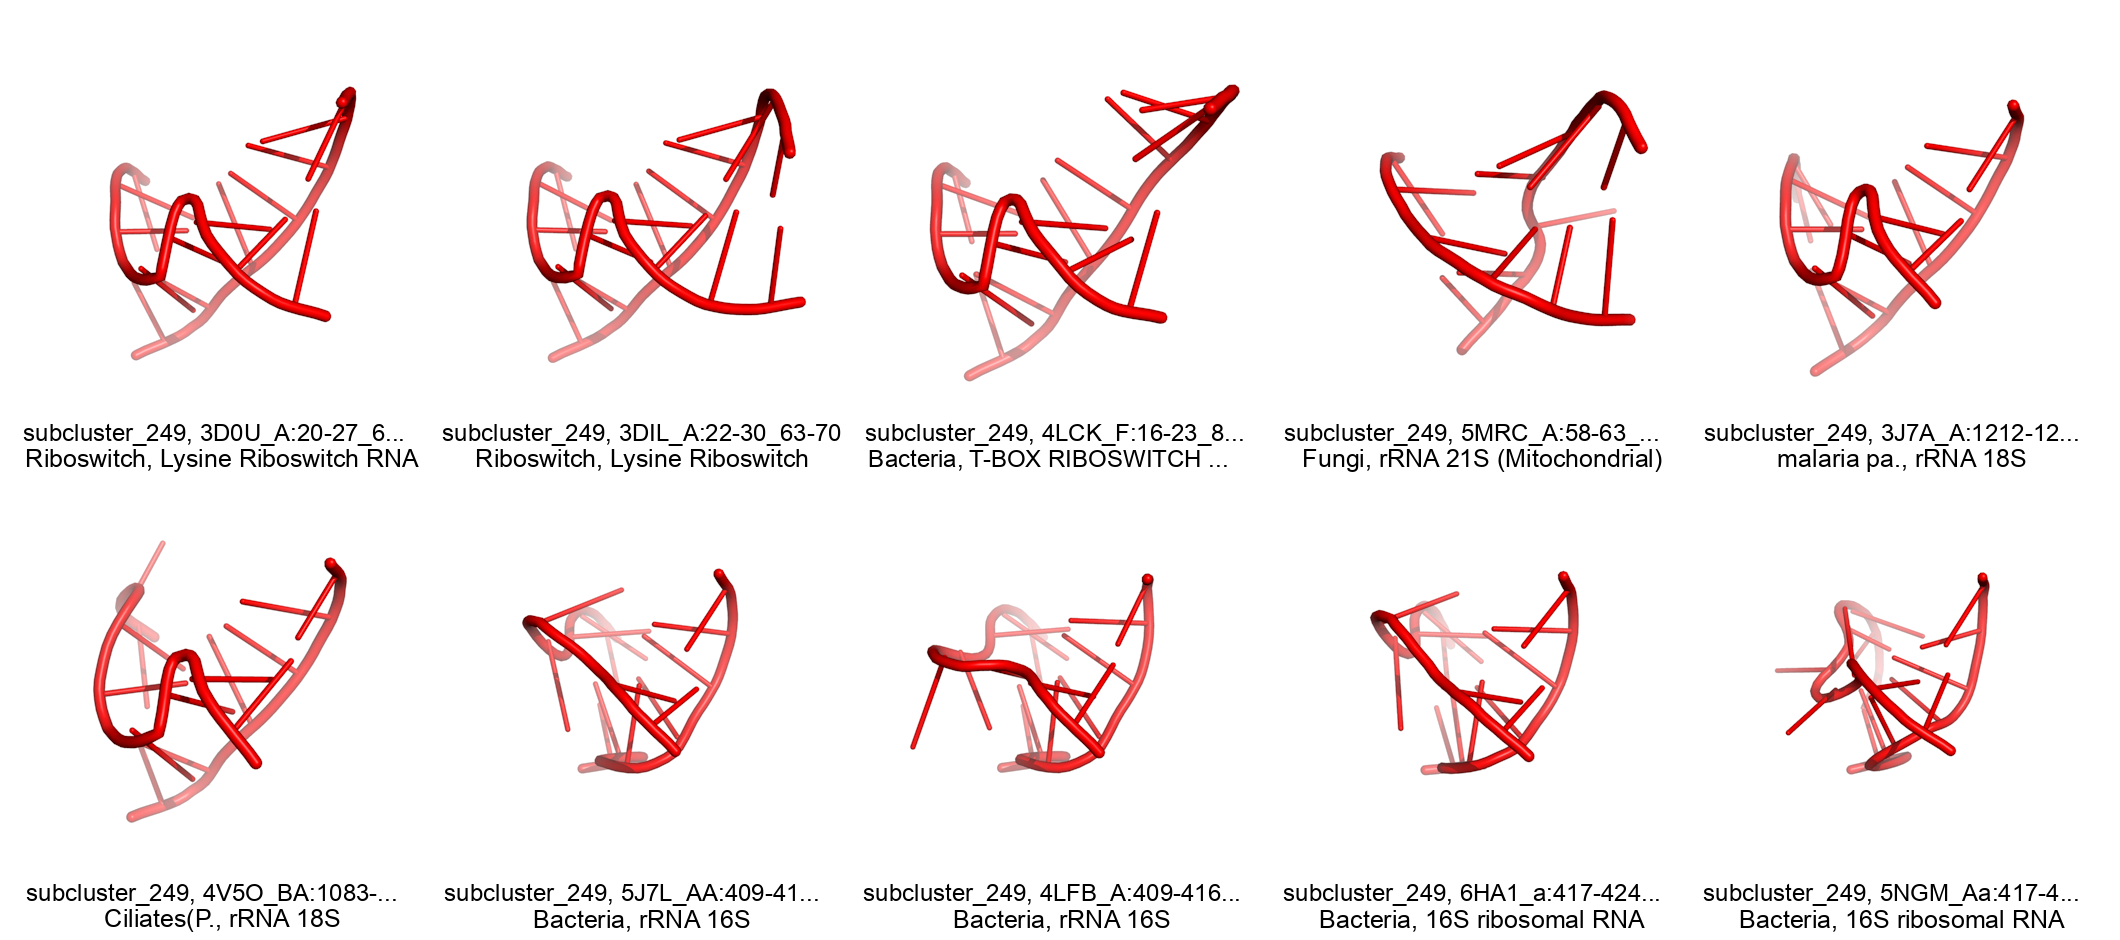 subcluster_249, 3D0U_A:20-27_6...
Riboswitch, Lysine Riboswitch RNA
subcluster_249, 3DIL_A:22-30_63-70
Riboswitch, Lysine Riboswitch
subcluster_249, 4LCK_F:16-23_8...
Bacteria, T-BOX RIBOSWITCH ...
subcluster_249, 5MRC_A:58-63_...
Fungi, rRNA 21S (Mitochondrial)
subcluster_249, 3J7A_A:1212-12...
malaria pa., rRNA 18S
subcluster_249, 4V5O_BA:1083-...
Ciliates(P., rRNA 18S
subcluster_249, 5J7L_AA:409-41...
Bacteria, rRNA 16S
subcluster_249, 4LFB_A:409-416...
Bacteria, rRNA 16S
subcluster_249, 6HA1_a:417-424...
Bacteria, 16S ribosomal RNA
subcluster_249, 5NGM_Aa:417-4...
Bacteria, 16S ribosomal RNA